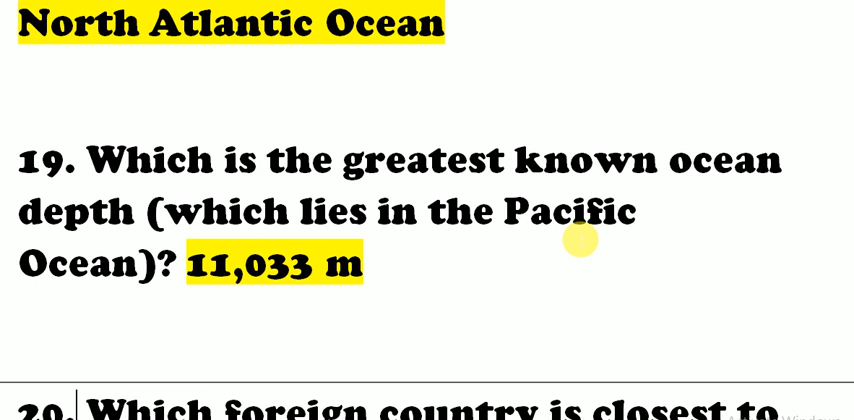 North Atlantic Ocean
19. Which is the greatest known ocean
depth (which lies in the Pacific
Ocean)? 11,033 m
20. Which foreign country is closest to